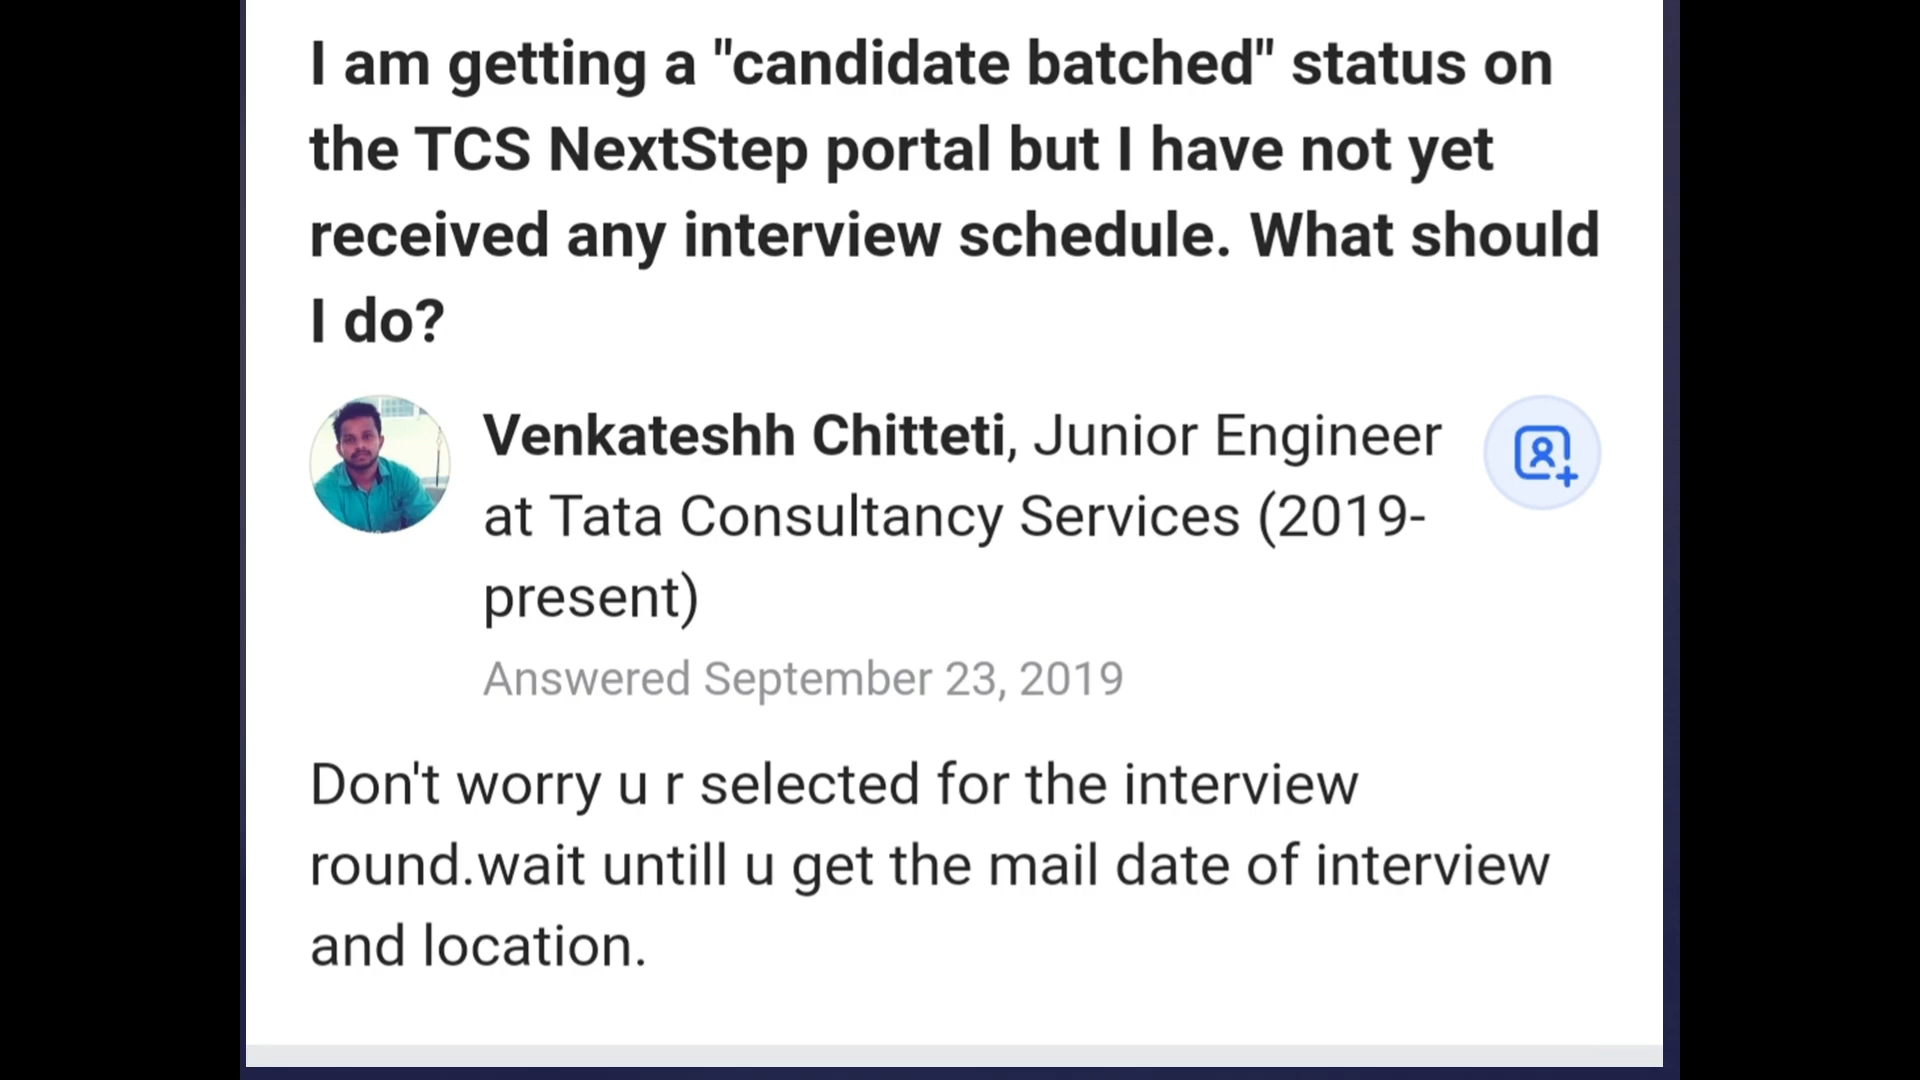 I am getting a "candidate batched" status on
the TCS NextStep portal but I have not yet
received any interview schedule. What should
I do?
Venkateshh Chitteti, Junior Engineer
at Tata Consultancy Services (2019-
present)
Answered September 23, 2019
Don't worry u r selected for the interview
round.wait untill u get the mail date of interview
and location.